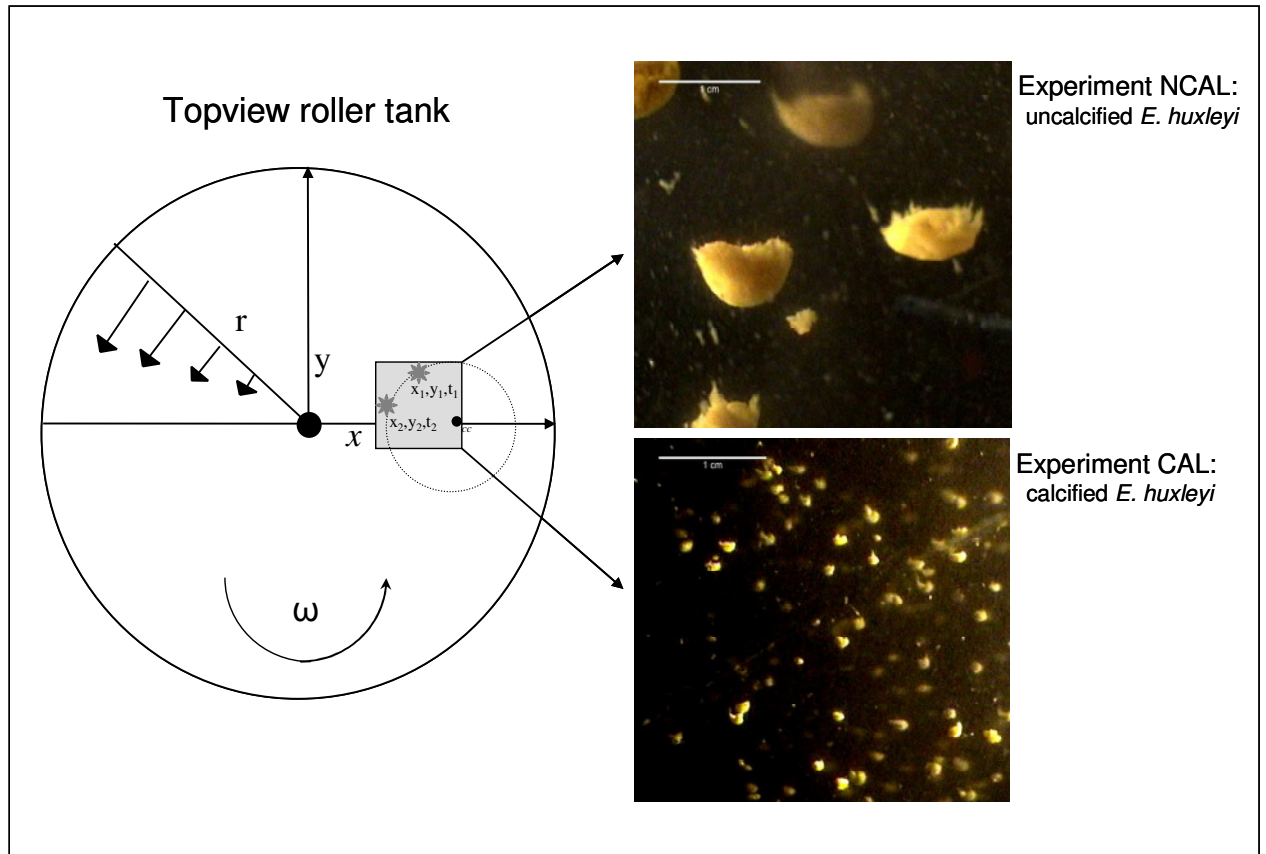 Topview roller tank
r
y
x
x1,y1,t1
x2,y2,t2
cc
ω
1 cm
Experiment NCAL:
uncalcified E. huxleyi
1 cm
Experiment CAL:
calcified E. huxleyi